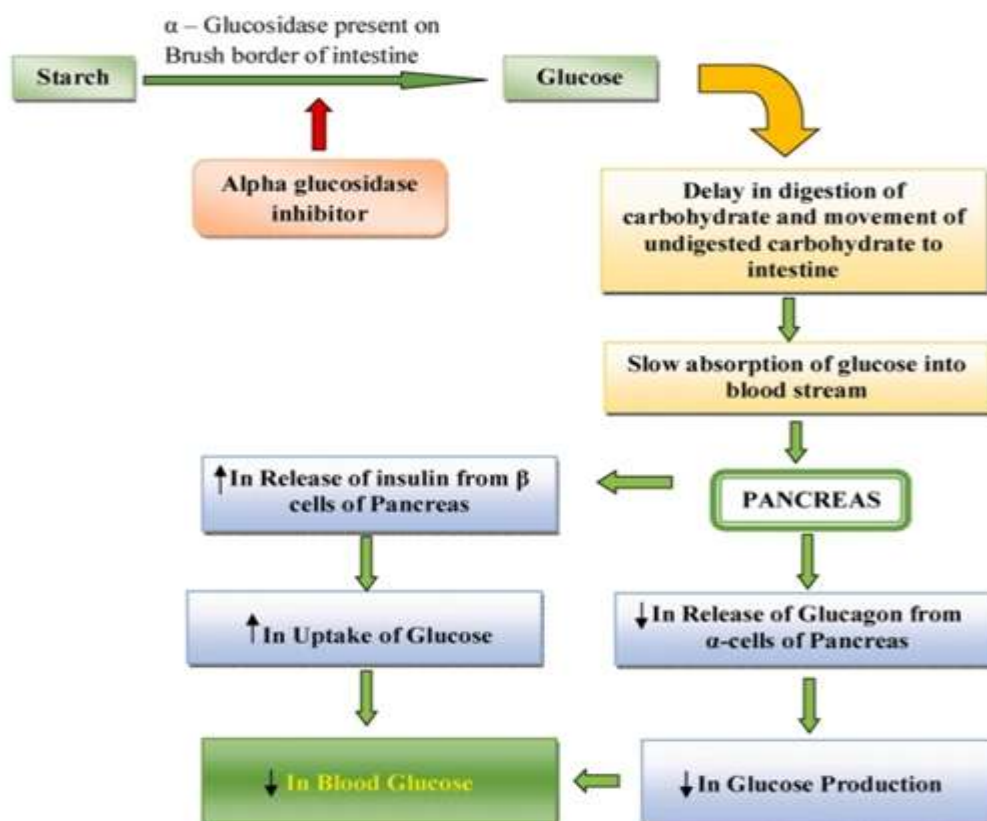 α – Glucosidase present on
Brush border of intestine
Starch
Glucose
Alpha glucosidase
inhibitor
Delay in digestion of
carbohydrate and movement of
undigested carbohydrate to
intestine
Slow absorption of glucose into
blood stream
↑In Release of insulin from β
cells of Pancreas
PANCREAS
↑In Uptake of Glucose
↓In Release of Glucagon from
α-cells of Pancreas
↓In Blood Glucose
↓In Glucose Production